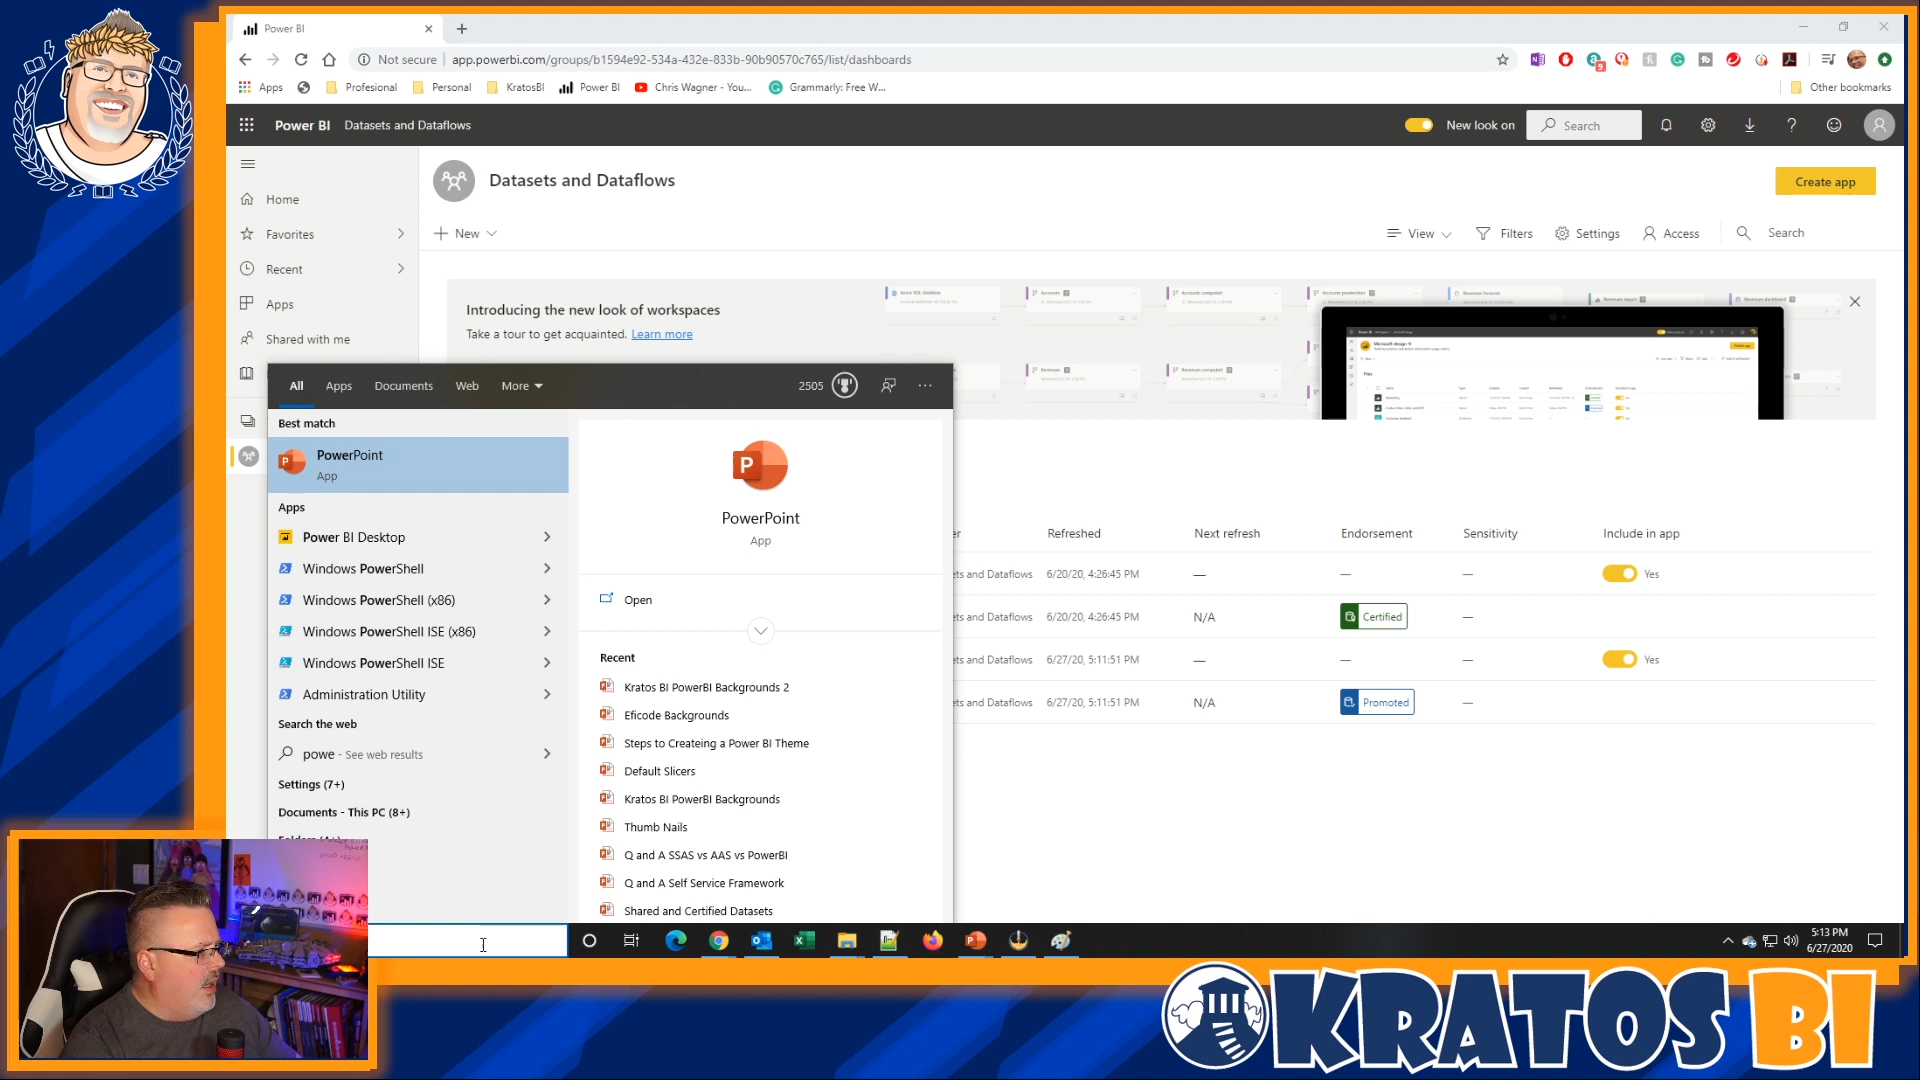 Power BI
Not secure | app.powerbi.com/groups/b1594e92-534a-432e-833b-90b90570c765/list/dashboards
Apps
Profesional
Personal
KratosBI
Power BI
Chris Wagner - You...
Grammarly: Free W...
Other bookmarks
Power BI
Datasets and Dataflows
New look on
Search
Datasets and Dataflows
Create app
Home
Favorites
Recent
Apps
Shared with me
New
View
Filters
Settings
Access
Search
Introducing the new look of workspaces
Take a tour to get acquainted. Learn more
All
Apps
Documents
Web
More
2505
Best match
PowerPoint
App
Apps
Power BI Desktop
Windows PowerShell
Windows PowerShell (x86)
Windows PowerShell ISE (x86)
Windows PowerShell ISE
Administration Utility
Search the web
powe - See web results
Settings (7+)
Documents - This PC (8+)
PowerPoint
App
Open
Recent
Kratos BI PowerBI Backgrounds 2
Eficode Backgrounds
Steps to Createing a Power BI Theme
Default Slicers
Kratos BI PowerBI Backgrounds
Thumb Nails
Q and A SSAS vs AAS vs PowerBI
Q and A Self Service Framework
Shared and Certified Datasets
er Refreshed Next refresh Endorsement Sensitivity Include in app
ets and Dataflows 6/20/20, 4:26:45 PM — — — Yes
ets and Dataflows 6/20/20, 4:26:45 PM N/A Certified —
ets and Dataflows 6/27/20, 5:11:51 PM — — — Yes
ets and Dataflows 6/27/20, 5:11:51 PM N/A Promoted —
5:13 PM
6/27/2020
KRATOS BI